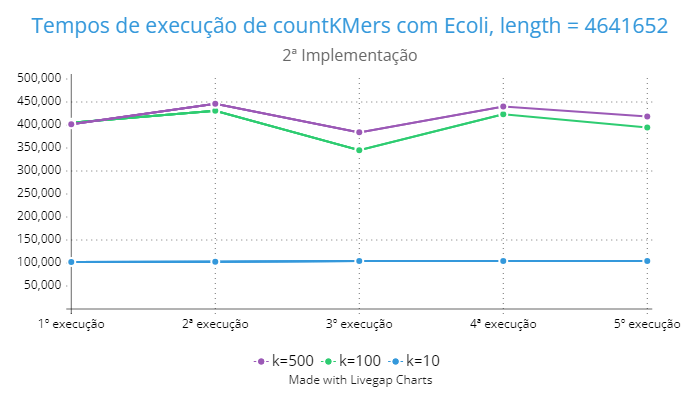 Tempos de execução de countKMers com Ecoli, length = 4641652
2ª Implementação
500,000
450,000
400,000
350,000
300,000
250,000
200,000
150,000
100,000
50,000
1º execução 2ª execução 3º execução 4ª execução 5º execução
k=500 k=100 k=10
Made with Livegap Charts